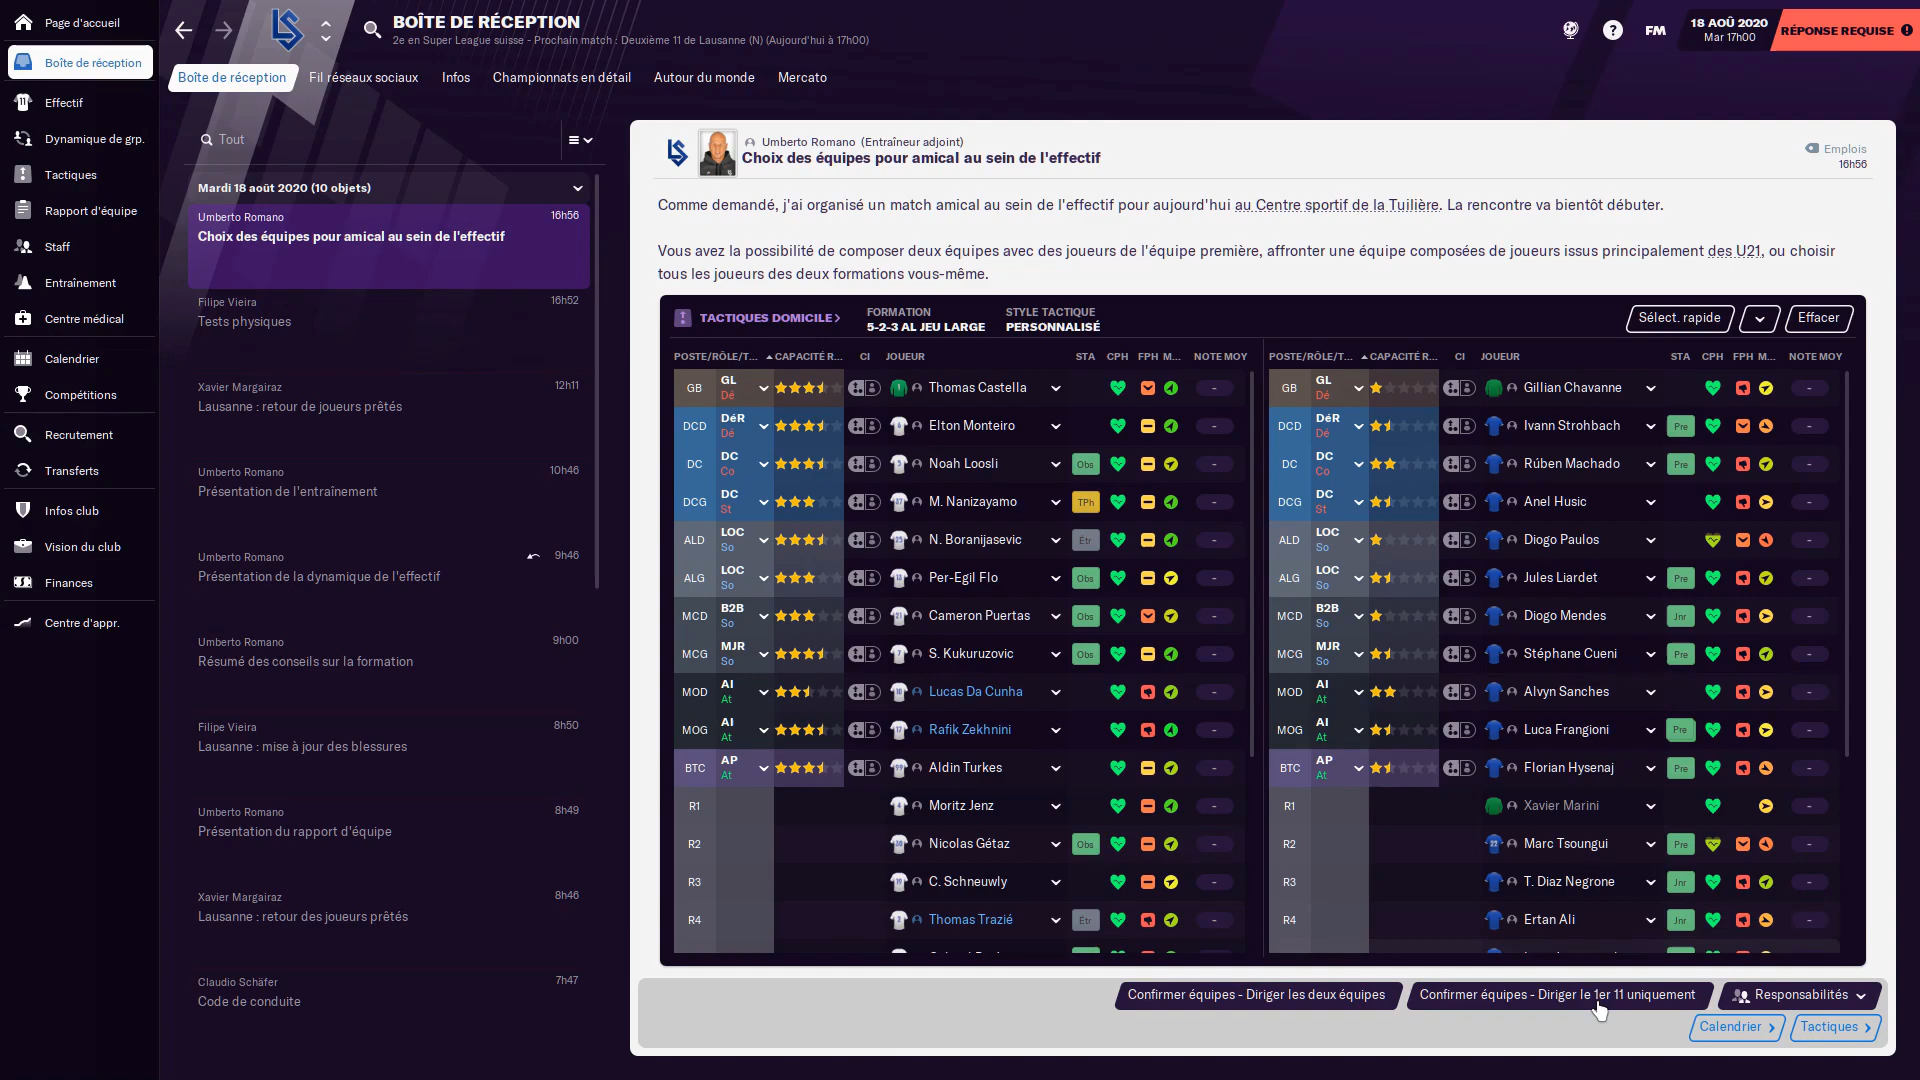 Page d'accueil
Boîte de réception
Effectif
Dynamique de grp.
Tactiques
Rapport d'équipe
Staff
Entraînement
Centre médical
Calendrier
Compétitions
Recrutement
Transferts
Infos club
Vision du club
Finances
Centre d'appr.
BOÎTE DE RÉCEPTION
2e en Super League suisse - Prochain match : Deuxième 11 de Lausanne (N) (Aujourd'hui à 17h00)
FM
18 AOÛ 2020
Mar 17h00
RÉPONSE REQUISE
Boîte de réception Fil réseaux sociaux Infos Championnats en détail Autour du monde Mercato
Tout
Mardi 18 août 2020 (10 objets)
Umberto Romano 16h56
Choix des équipes pour amical au sein de l'effectif
Filipe Vieira 16h52
Tests physiques
Xavier Margairaz 12h11
Lausanne : retour de joueurs prêtés
Umberto Romano 10h46
Présentation de l'entraînement
Umberto Romano 9h46
Présentation de la dynamique de l'effectif
Umberto Romano 9h00
Résumé des conseils sur la formation
Filipe Vieira 8h50
Lausanne : mise à jour des blessures
Umberto Romano 8h49
Présentation du rapport d'équipe
Xavier Margairaz 8h46
Lausanne : retour des joueurs prêtés
Claudio Schäfer 7h47
Code de conduite
Umberto Romano (Entraîneur adjoint)
Choix des équipes pour amical au sein de l'effectif
Emplois
16h56
Comme demandé, j'ai organisé un match amical au sein de l'effectif pour aujourd'hui au Centre sportif de la Tuilière. La rencontre va bientôt débuter.
Vous avez la possibilité de composer deux équipes avec des joueurs de l'équipe première, affronter une équipe composées de joueurs issus principalement des U21, ou choisir
tous les joueurs des deux formations vous-même.
TACTIQUES DOMICILE
FORMATION
5-2-3 AL JEU LARGE
STYLE TACTIQUE
PERSONNALISÉ
Sélect. rapide
Effacer
POSTE/RÔLE/T... CAPACITÉ R... CI JOUEUR STA CPH FPH M... NOTE MOY
GB GL Dé Thomas Castella -
DCD DéR Dé Elton Monteiro -
DC DC Co Noah Loosli Obs -
DCG DC St M. Nanizayamo TPh -
ALD LOC So N. Boranijasevic Étr -
ALG LOC So Per-Egil Flo Obs -
MCD B2B So Cameron Puertas Obs -
MCG MJR So S. Kukuruzovic Obs -
MOD AI At Lucas Da Cunha -
MOG AI At Rafik Zekhnini -
BTC AP At Aldin Turkes -
R1 Moritz Jenz -
R2 Nicolas Gétaz Obs -
R3 C. Schneuwly -
R4 Thomas Trazié Étr -
POSTE/RÔLE/T... CAPACITÉ R... CI JOUEUR STA CPH FPH M... NOTE MOY
GB GL Dé Gillian Chavanne -
DCD DéR Dé Ivann Strohbach Pre -
DC DC Co Rúben Machado Pre -
DCG DC St Anel Husic -
ALD LOC So Diogo Paulos -
ALG LOC So Jules Liardet Pre -
MCD B2B So Diogo Mendes Jnr -
MCG MJR So Stéphane Cueni Pre -
MOD AI At Alvyn Sanches -
MOG AI At Luca Frangioni Pre -
BTC AP At Florian Hysenaj Pre -
R1 Xavier Marini -
R2 Marc Tsoungui Pre -
R3 T. Diaz Negrone Jnr -
R4 Ertan Ali Jnr -
Confirmer équipes - Diriger les deux équipes
Confirmer équipes - Diriger le 1er 11 uniquement
Responsabilités
Calendrier
Tactiques